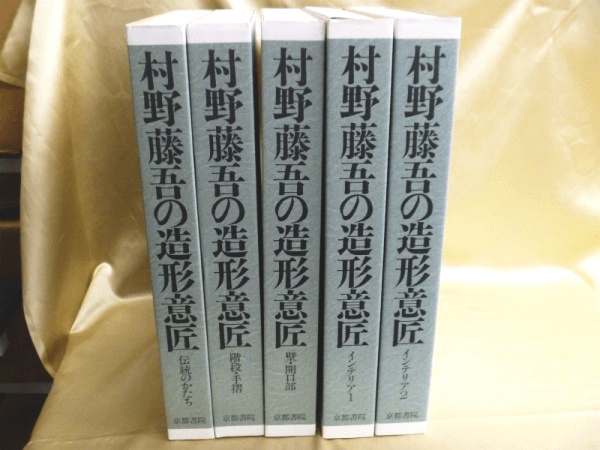 村野藤吾の造形意匠
伝統のかたち
京都書院
村野藤吾の造形意匠
階段・手摺
京都書院
村野藤吾の造形意匠
壁・開口部
京都書院
村野藤吾の造形意匠
インテリア1
京都書院
村野藤吾の造形意匠
インテリア2
京都書院